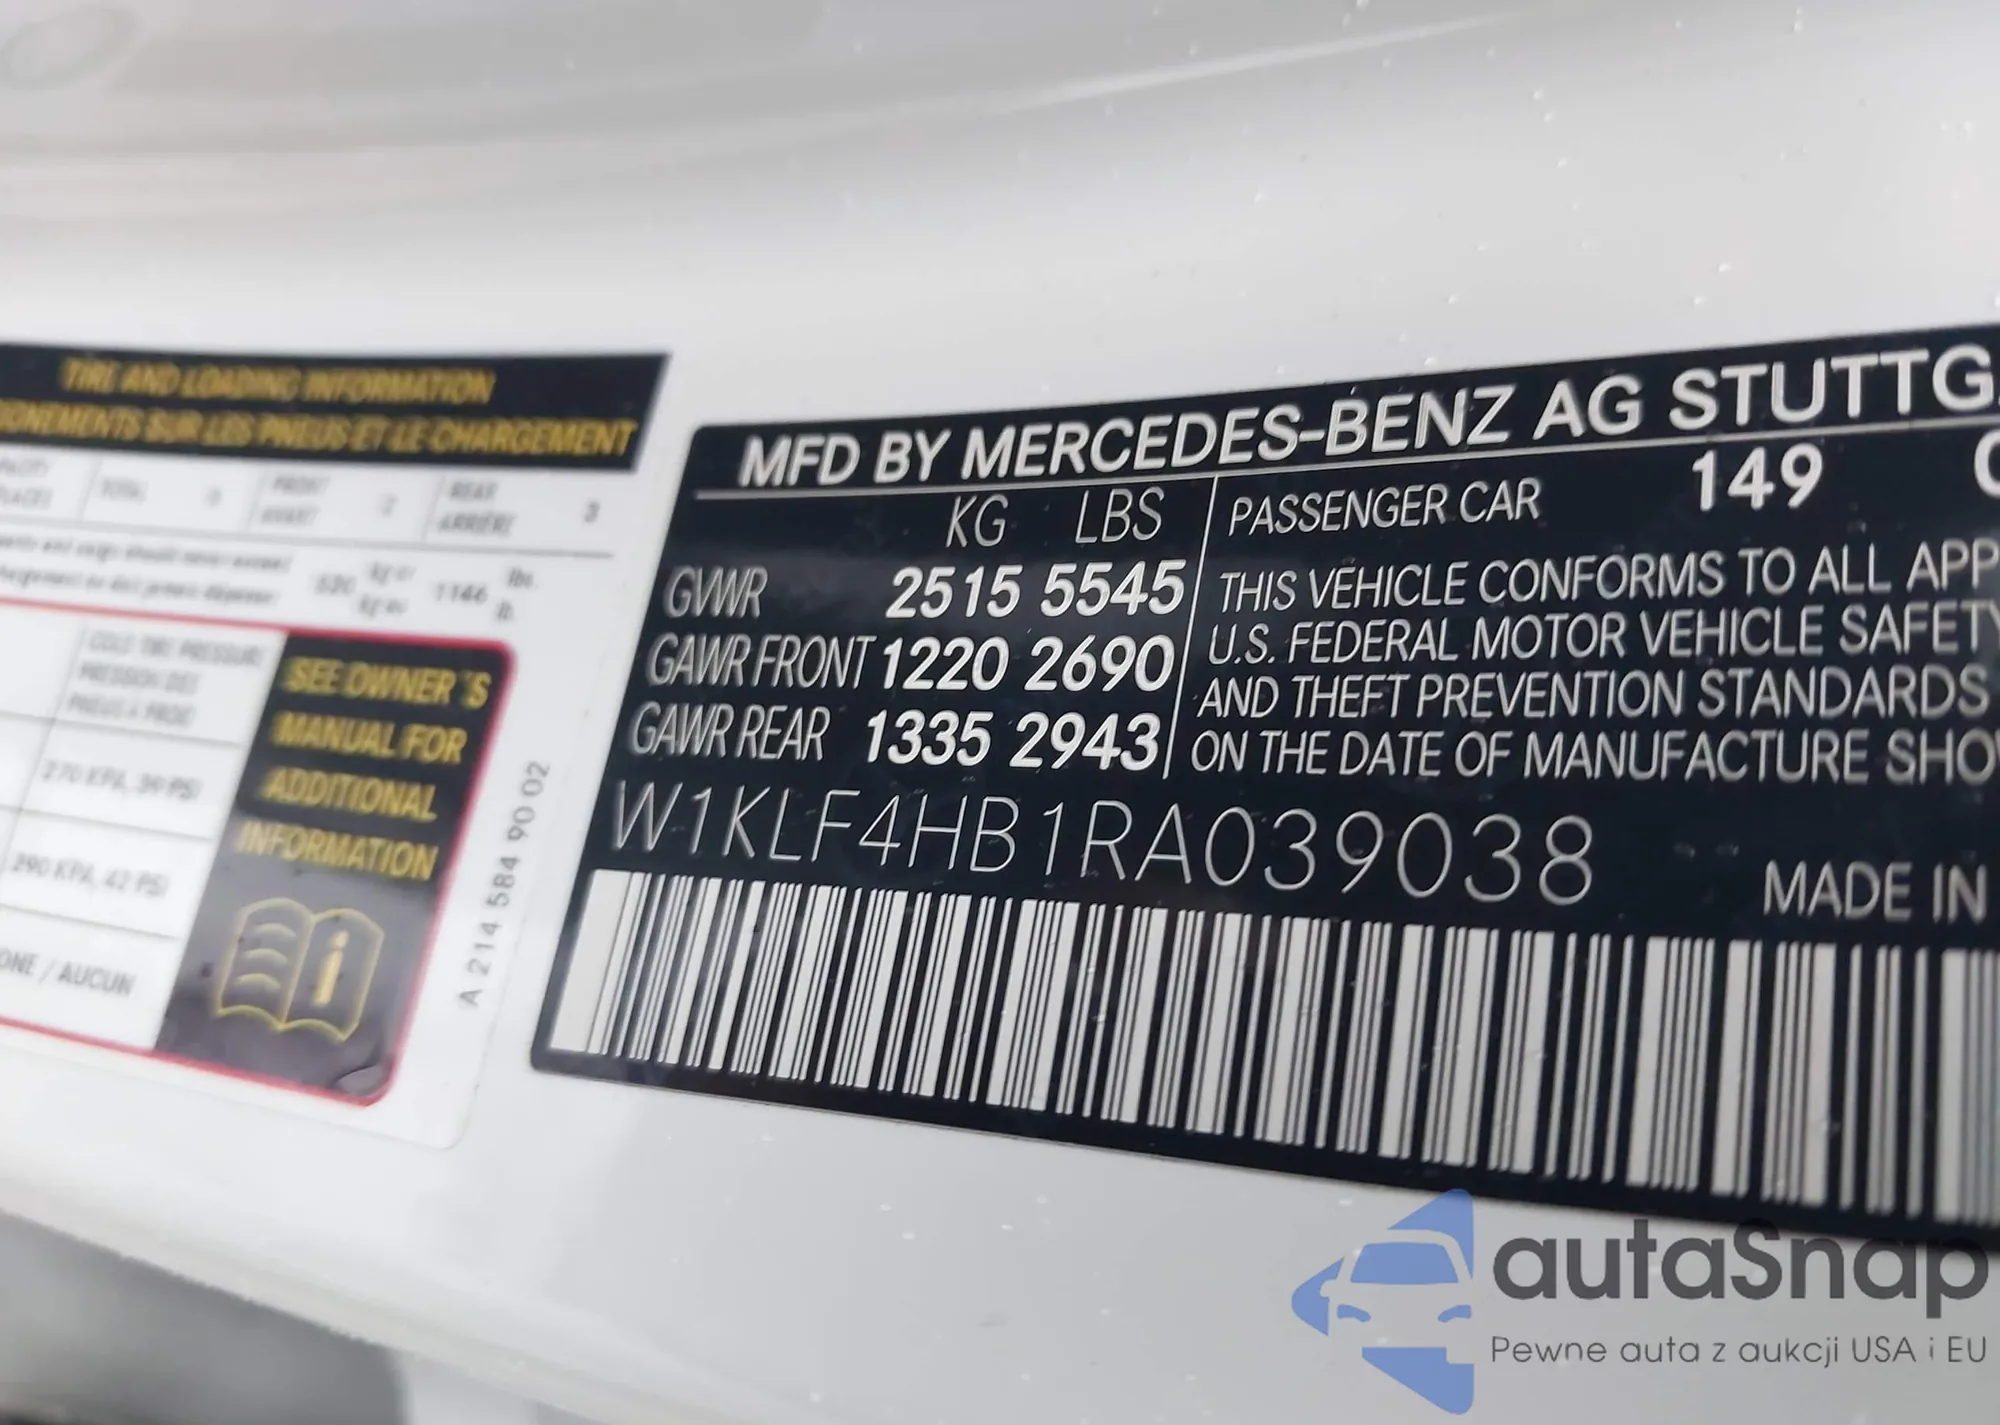 TIRE AND LOADING INFORMATION
SUR LES PNEUS ET LE CHARGEMENT
TOTAL
FRONT 2 REAR 3
AVANT ARRIÈRE
kg or 1146 lbs.
lb.
COLD TIRE PRESSURE
PRESSION DES
PNEUS À FROID
270 KPA, 39 PSI
290 KPA, 42 PSI
/ AUCUN
SEE OWNER´S
MANUAL FOR
ADDITIONAL
INFORMATION
A 214 584 90 02
MFD BY MERCEDES-BENZ AG STUTTG
KG LBS PASSENGER CAR 149
GVWR 2515 5545 THIS VEHICLE CONFORMS TO ALL APP
GAWR FRONT 1220 2690 U.S. FEDERAL MOTOR VEHICLE SAFETY
GAWR REAR 1335 2943 AND THEFT PREVENTION STANDARDS
ON THE DATE OF MANUFACTURE SHO
W1KLF4HB1RA039038
MADE IN
autaSnap
Pewne auta z aukcji USA i EU